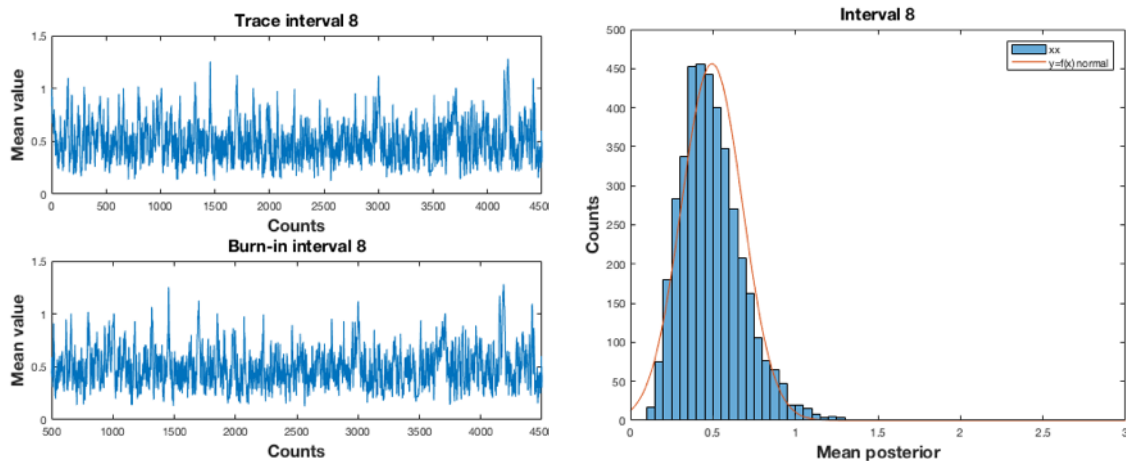 Trace interval 8
1.5
1
0.5
0
Mean value
0 500 1000 1500 2000 2500 3000 3500 4000 450
Counts
Burn-in interval 8
1.5
1
0.5
0
Mean value
500 1000 1500 2000 2500 3000 3500 4000 450
Counts
Interval 8
500
450
400
350
300
250
200
150
100
50
0
Counts
xx
y=f(x) normal
0 0.5 1 1.5 2 2.5 3
Mean posterior